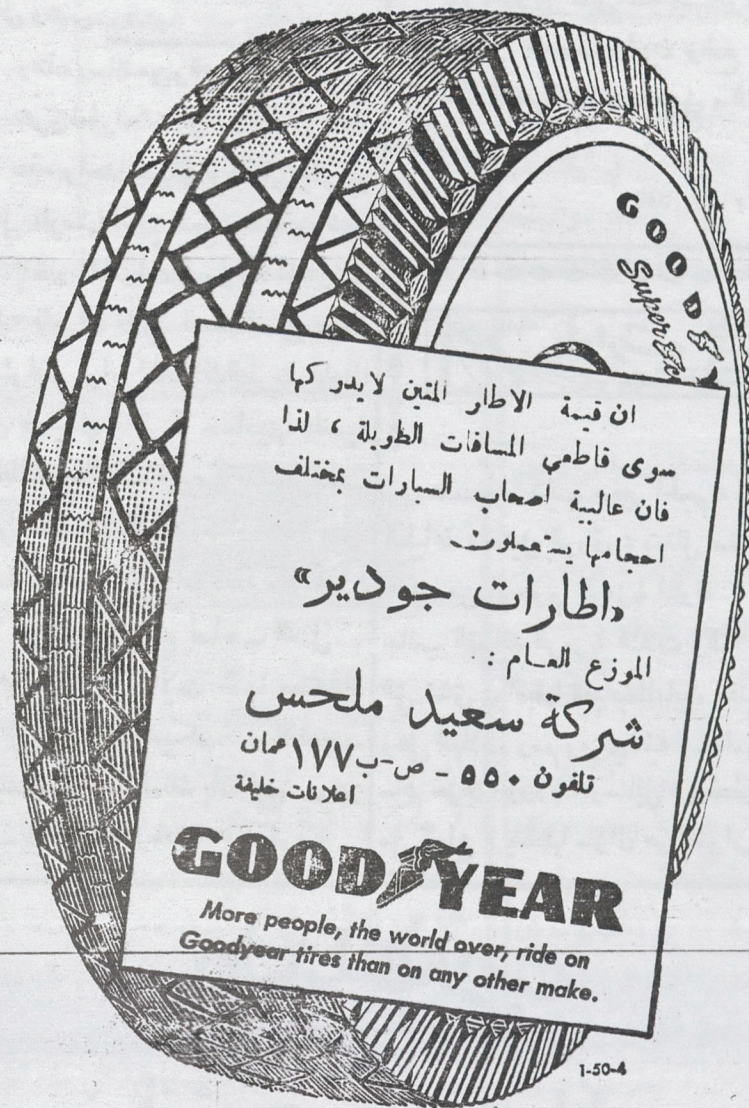 GOOD
Super
ان قيمة الاطار المتين لايدركها
سوى قاطعي المسافات الطويلة ، لذا
فان عالبية اصحاب السيارات بمختلف
احجامها يستعملون
«اطارات جودير»
الموزع العام :
شركة سعيد ملحس
تلفون ٥٥٠ - ص-ب ١٧٧ عمان
اعلانات خليفة
GOODYEAR
More people, the world over, ride on
Goodyear tires than on any other make.
1-50-4